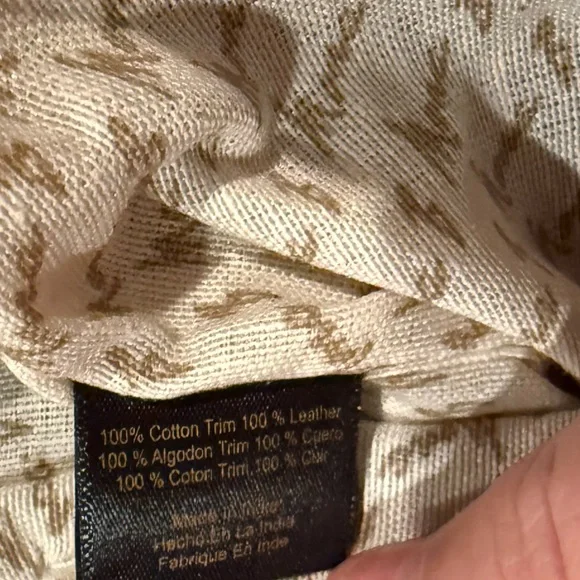 100% Cotton Trim 100 % Leather
100 % Algodon Trim 100 % Cuero
100 % Coton Trim 100 % Cuir
Made in India
Hecho En La India
Fabrique En Inde